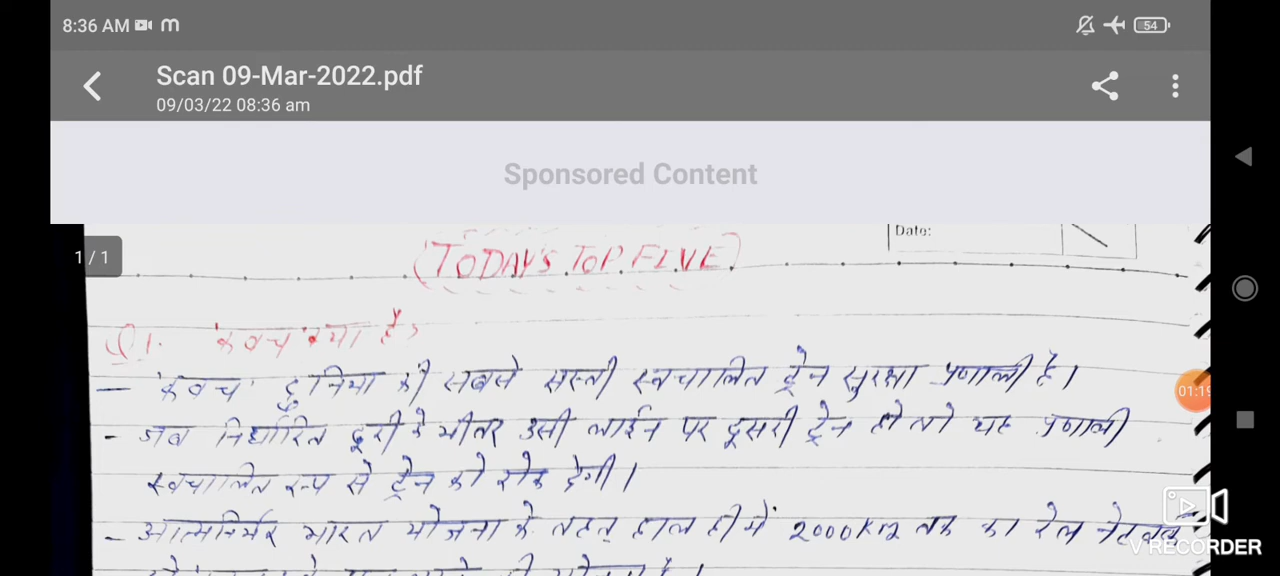 8:36 AM m 54
Scan 09-Mar-2022.pdf
09/03/22 08:36 am
Sponsored Content
Date:
1 / 1
(TODAY'S TOP FIVE)
Q1. 'कवच' क्या है?
— 'कवच' दुनिया की सबसे सस्ती स्वचालित ट्रेन सुरक्षा प्रणाली है।
01:19
- जब निर्धारित दूरी के भीतर उसी लाईन पर दूसरी ट्रेन हो तो यह प्रणाली
स्वचालित रूप से ट्रेन को रोक देगी।
- आत्मनिर्भर भारत योजना के तहत हाल ही में 2000 तक का रेल नेटवर्क
V RECORDER